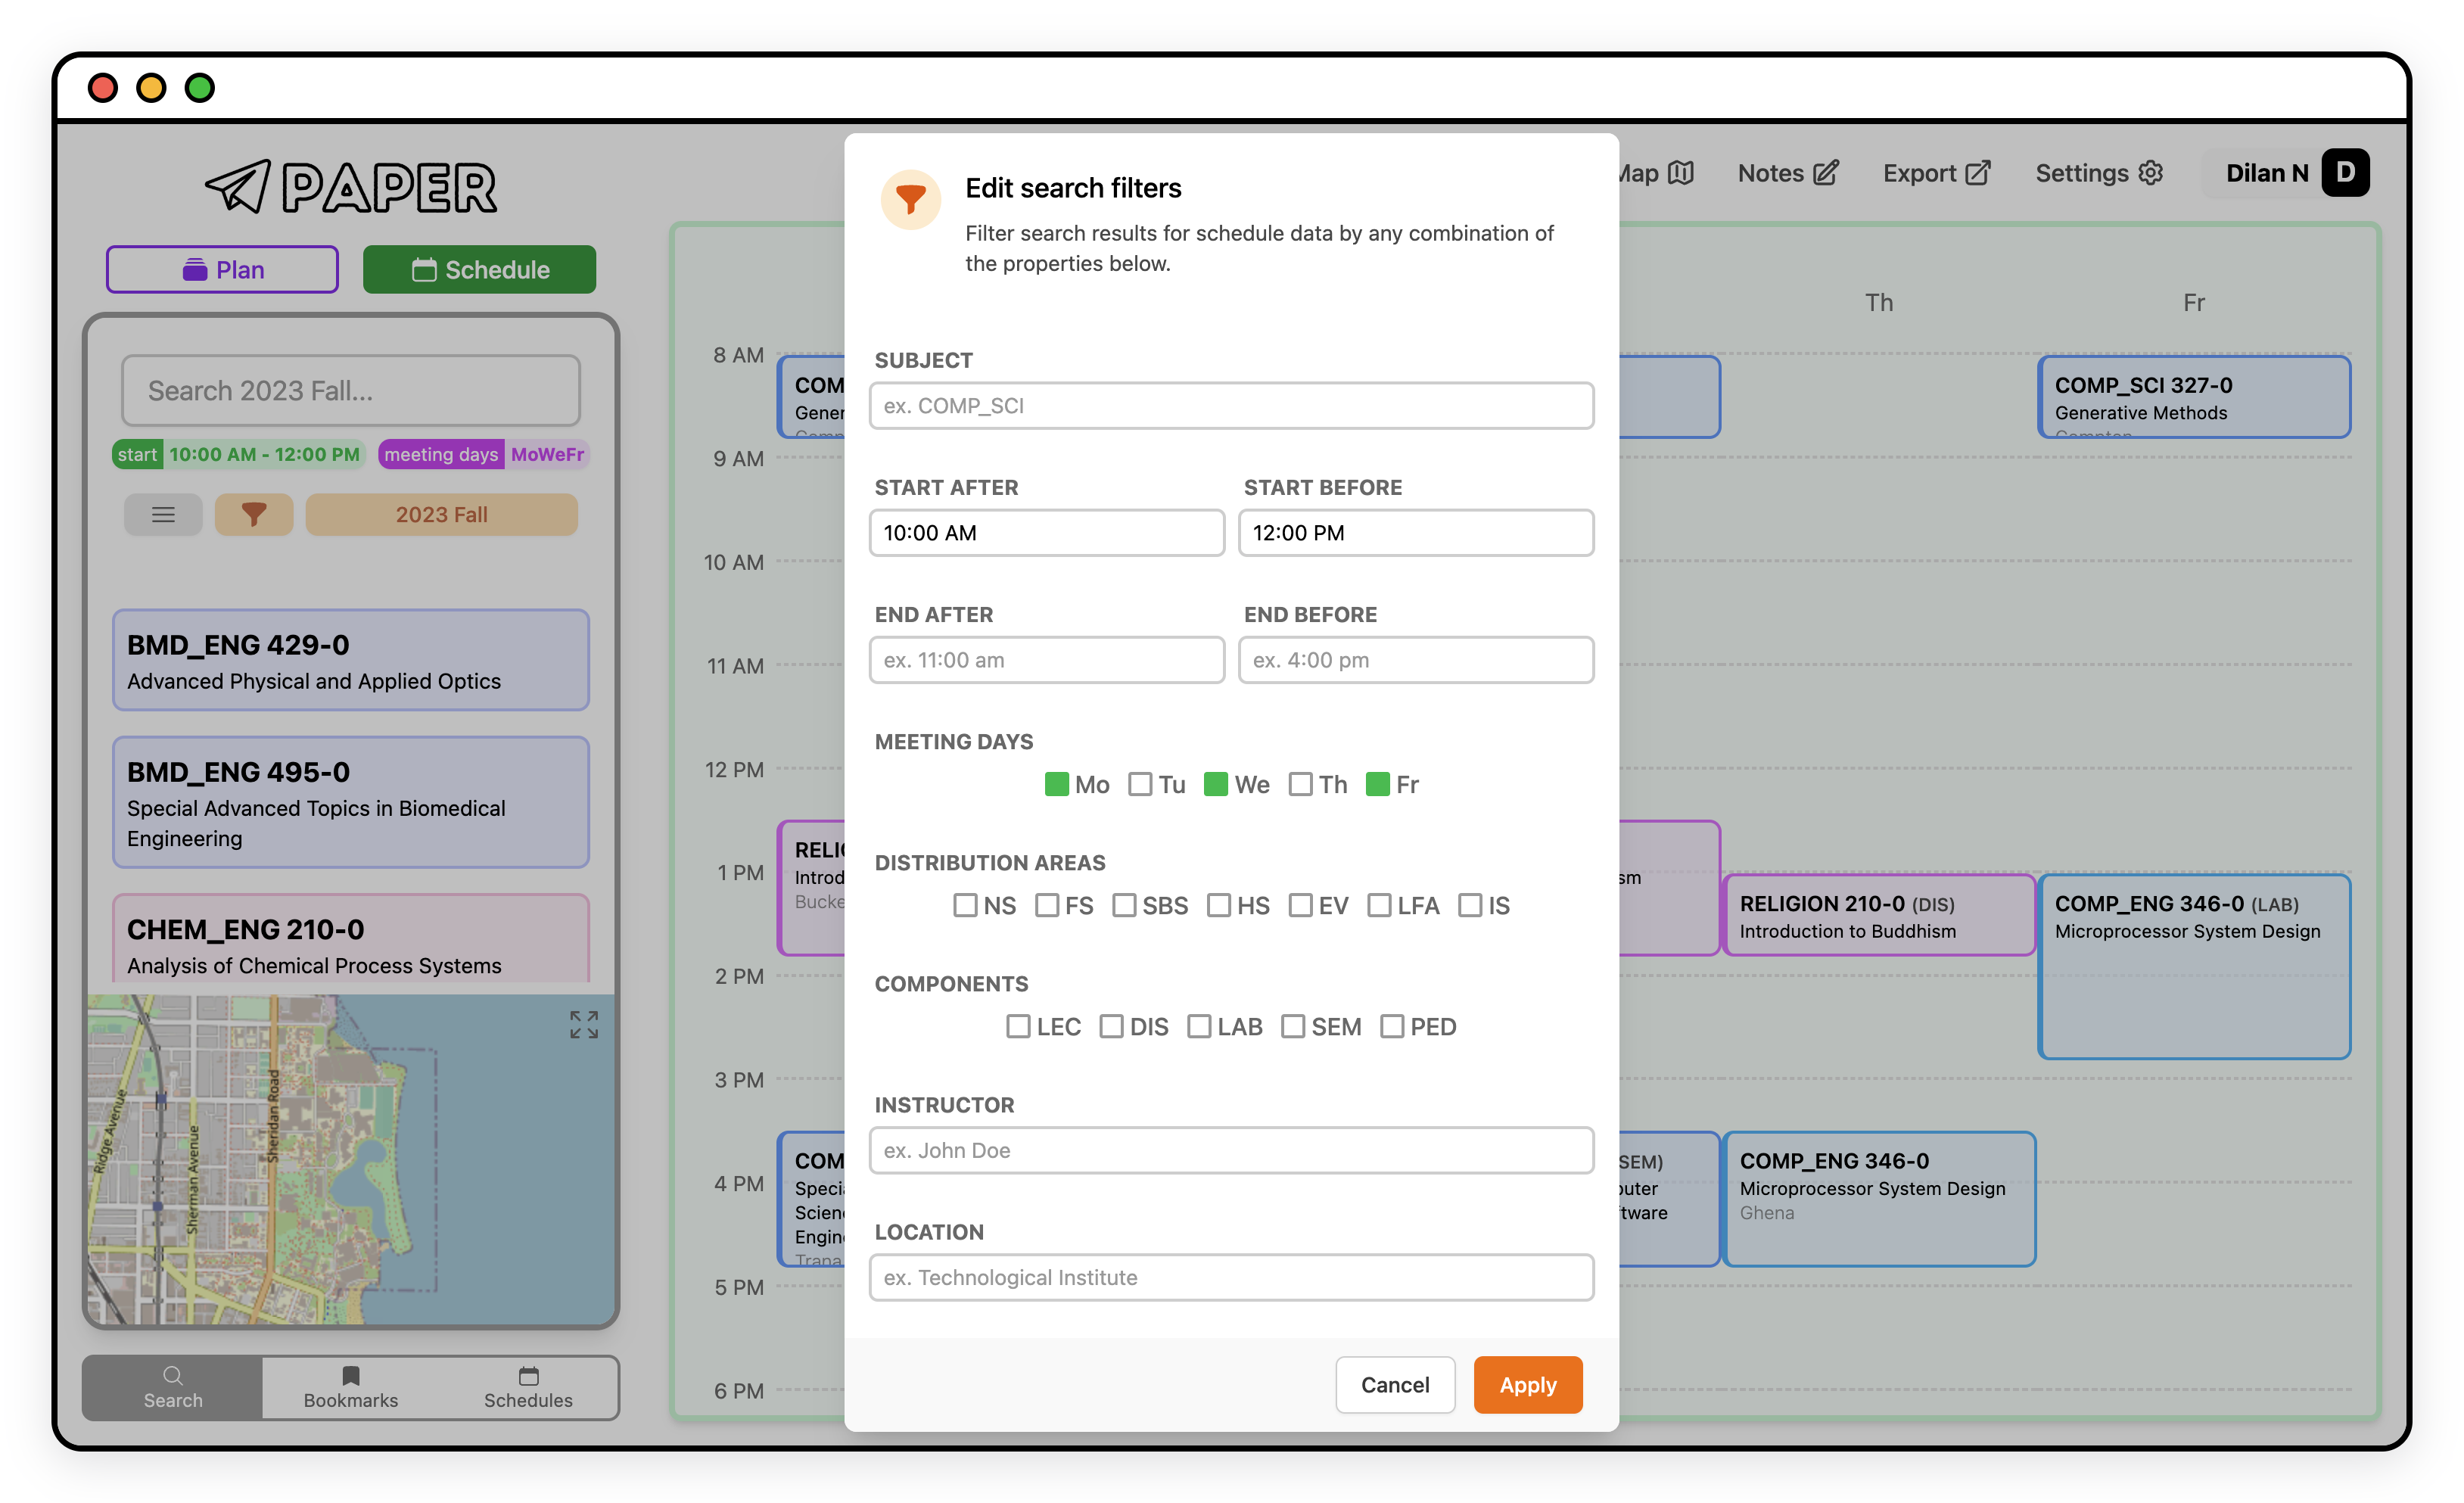 PAPER
Plan
Schedule
Search 2023 Fall...
start 10:00 AM - 12:00 PM
meeting days MoWeFr
2023 Fall
BMD_ENG 429-0
Advanced Physical and Applied Optics
BMD_ENG 495-0
Special Advanced Topics in Biomedical
Engineering
CHEM_ENG 210-0
Analysis of Chemical Process Systems
Ridge Avenue
Sherman Avenue
Sheridan Road
Search
Bookmarks
Schedules
Map
Notes
Export
Settings
Dilan N
D
Th
Fr
8 AM
9 AM
10 AM
11 AM
12 PM
1 PM
2 PM
3 PM
4 PM
5 PM
6 PM
COM
Gener
COMP_SCI 327-0
Generative Methods
RELI
Introd
Bucke
sm
RELIGION 210-0 (DIS)
Introduction to Buddhism
COMP_ENG 346-0 (LAB)
Microprocessor System Design
COM
Speci
Scien
Engin
SEM)
uter
tware
COMP_ENG 346-0
Microprocessor System Design
Ghena
Edit search filters
Filter search results for schedule data by any combination of
the properties below.
SUBJECT
ex. COMP_SCI
START AFTER
START BEFORE
10:00 AM
12:00 PM
END AFTER
END BEFORE
ex. 11:00 am
ex. 4:00 pm
MEETING DAYS
Mo Tu We Th Fr
DISTRIBUTION AREAS
NS FS SBS HS EV LFA IS
COMPONENTS
LEC DIS LAB SEM PED
INSTRUCTOR
ex. John Doe
LOCATION
ex. Technological Institute
Cancel
Apply